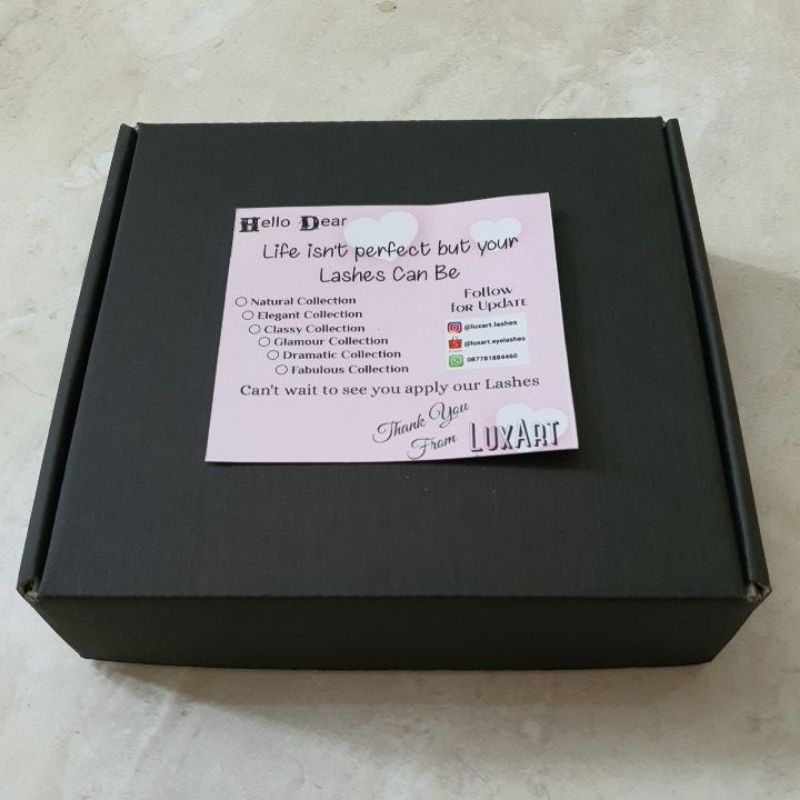 Hello Dear
Life isn't perfect but your
Lashes Can Be
Natural Collection
Elegant Collection
Classy Collection
Glamour Collection
Dramatic Collection
Fabulous Collection
Follow
for Update
@luxart.lashes
@luxart.eyelashes
087781884460
Can't wait to see you apply our Lashes
Thank You
From LUXART